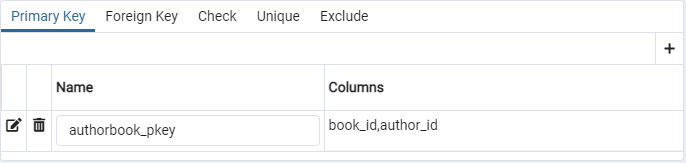 Primary Key Foreign Key Check Unique Exclude
Name Columns
authorbook_pkey book_id,author_id